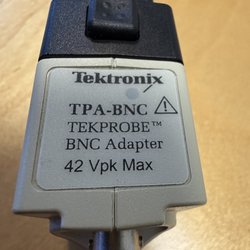 Tektronix
TPA-BNC
TEKPROBE™
BNC Adapter
42 Vpk Max